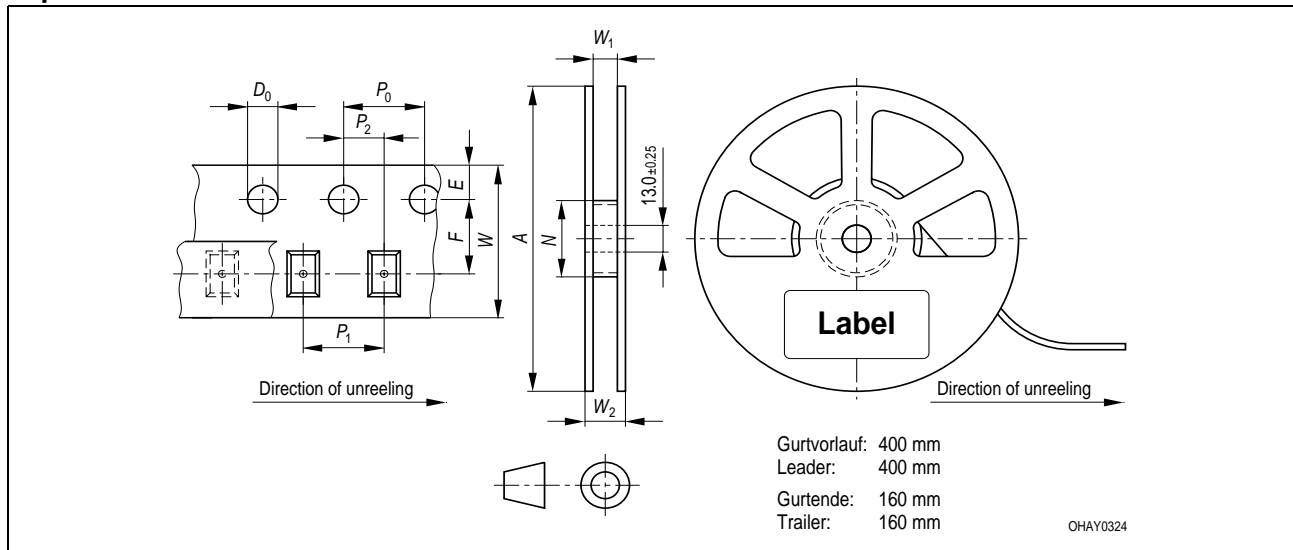 W1
D0
P0
P2
E
F
W
A
N
13.0±0.25
P1
W2
Label
Direction of unreeling
Direction of unreeling
Gurtvorlauf: 400 mm
Leader: 400 mm
Gurtende: 160 mm
Trailer: 160 mm
OHAY0324